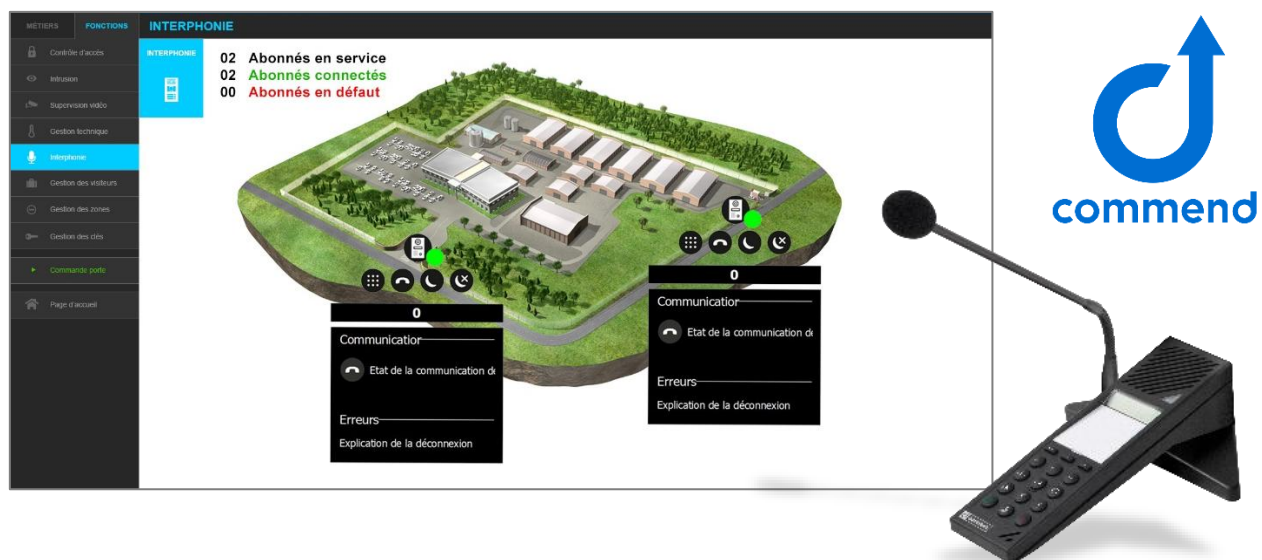 MÉTIERS
FONCTIONS
INTERPHONIE
Contrôle d'accès
Intrusion
Supervision vidéo
Gestion technique
Interphonie
Gestion des visiteurs
Gestion des zones
Gestion des clés
Commande porte
Page d'accueil
INTERPHONIE
02 Abonnés en service
02 Abonnés connectés
00 Abonnés en défaut
0
Communication
Etat de la communication de
Erreurs
Explication de la déconnexion
0
Communication
Etat de la communication de
Erreurs
Explication de la déconnexion
commend